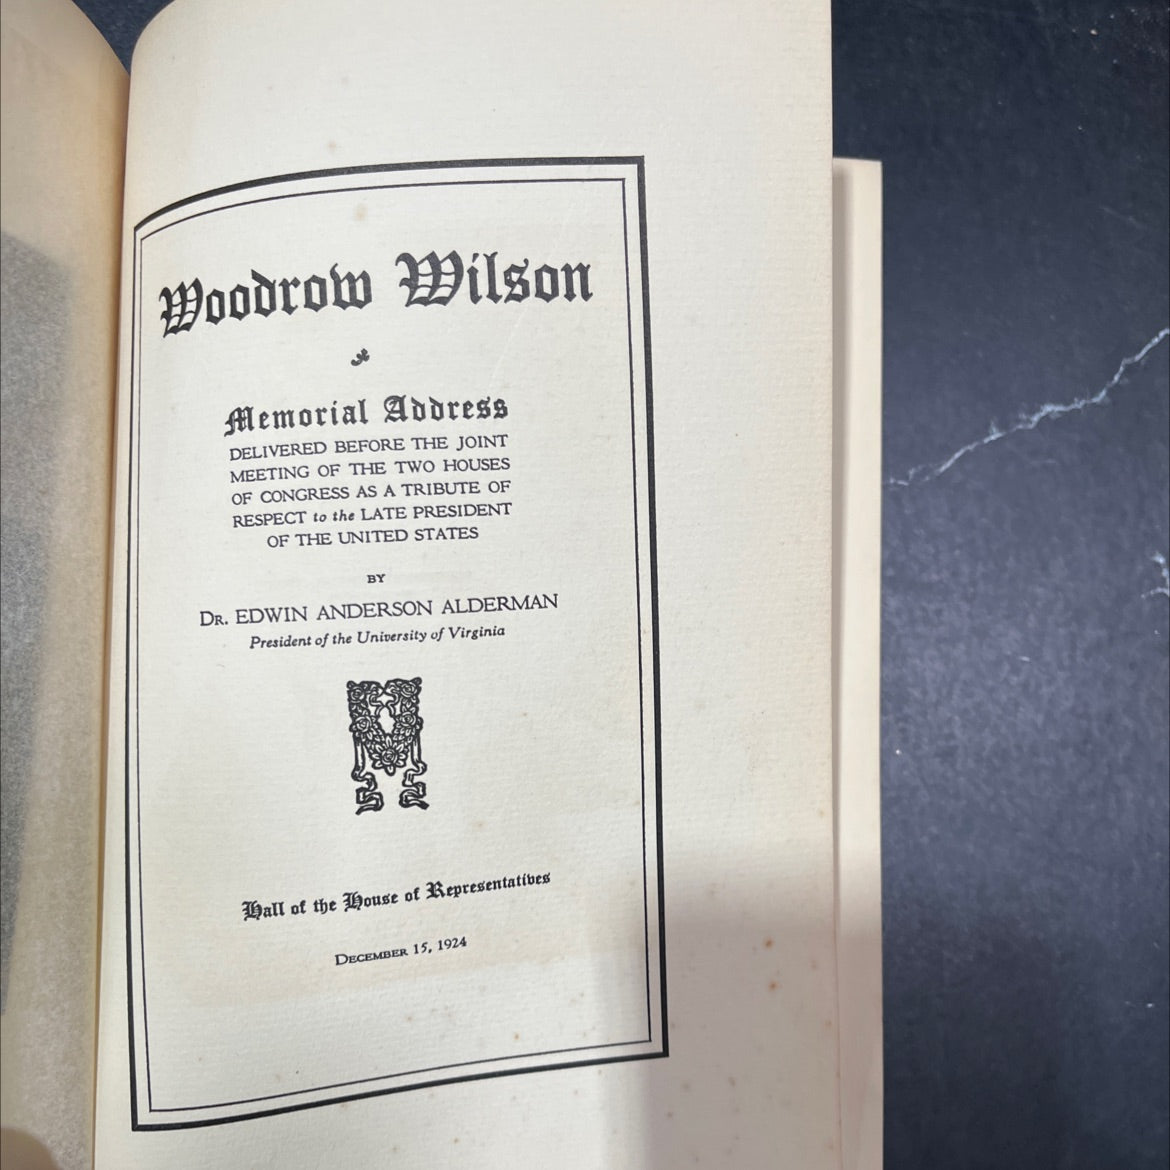 Woodrow Wilson
Memorial Address
DELIVERED BEFORE THE JOINT
MEETING OF THE TWO HOUSES
OF CONGRESS AS A TRIBUTE OF
RESPECT to the LATE PRESIDENT
OF THE UNITED STATES
BY
DR. EDWIN ANDERSON ALDERMAN
President of the University of Virginia
Hall of the House of Representatives
DECEMBER 15, 1924